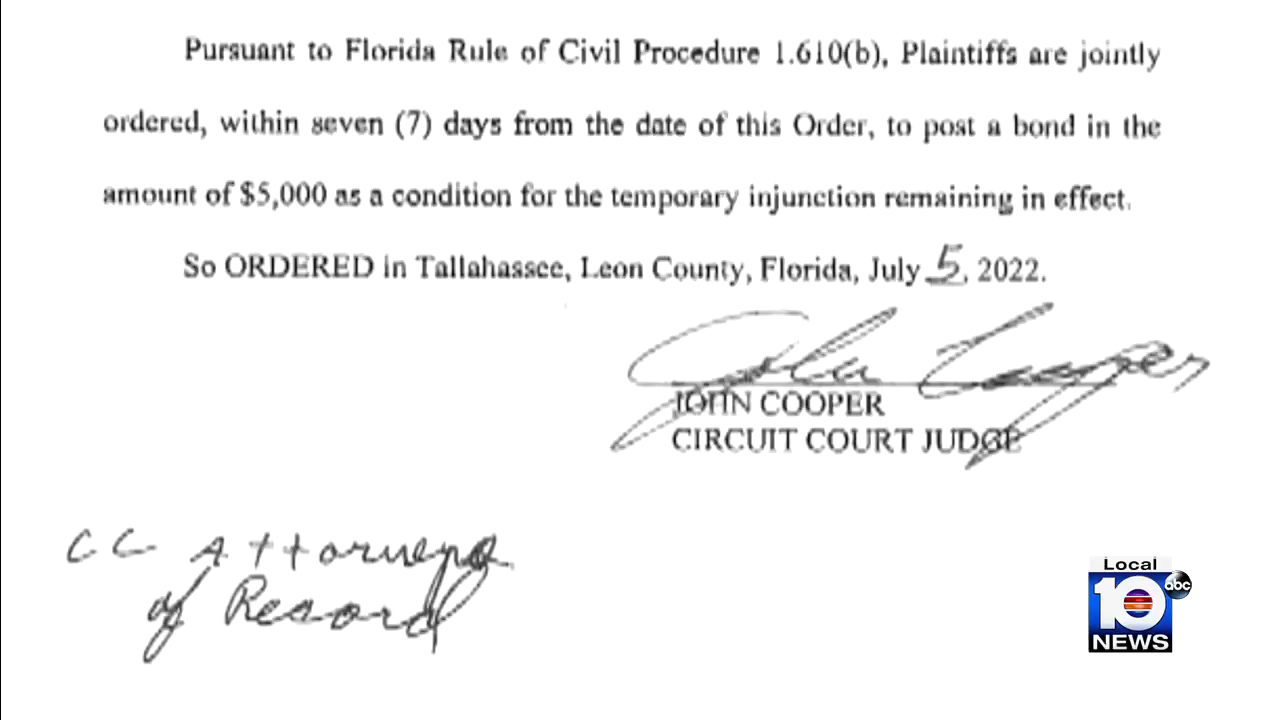 Pursuant to Florida Rule of Civil Procedure 1.610(b), Plaintiffs are jointly
ordered, within seven (7) days from the date of this Order, to post a bond in the
amount of $5,000 as a condition for the temporary injunction remaining in effect.
So ORDERED in Tallahassee, Leon County, Florida, July 5, 2022.
John Cooper
JOHN COOPER
CIRCUIT COURT JUDGE
CC Attorneys
of Record
Local
10 abc
NEWS